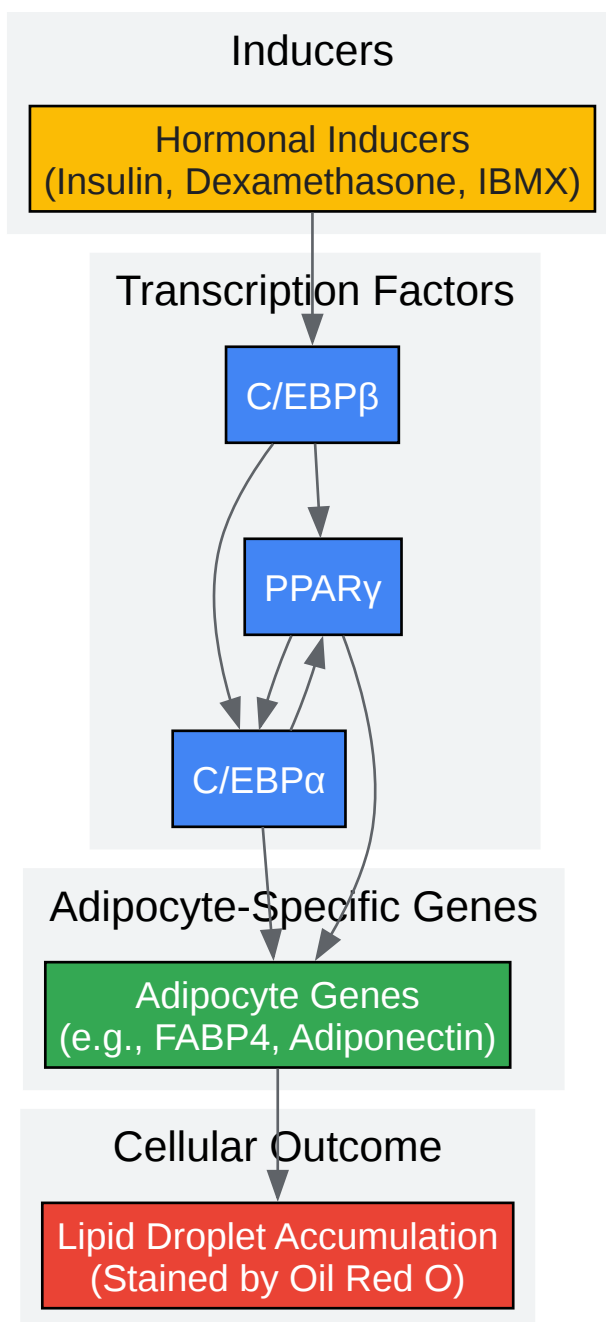 Inducers
Hormonal Inducers
(Insulin, Dexamethasone, IBMX)
Transcription Factors
C/EBPβ
PPARγ
C/EBPα
Adipocyte-Specific Genes
Adipocyte Genes
(e.g., FABP4, Adiponectin)
Cellular Outcome
Lipid Droplet Accumulation
(Stained by Oil Red O)